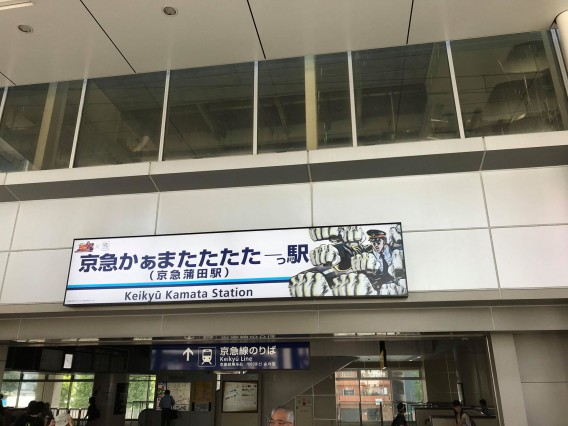 京急かぁまたたたたーっ駅
（京急蒲田駅）
Keikyū Kamata Station
京急線のりば
Keikyū Line